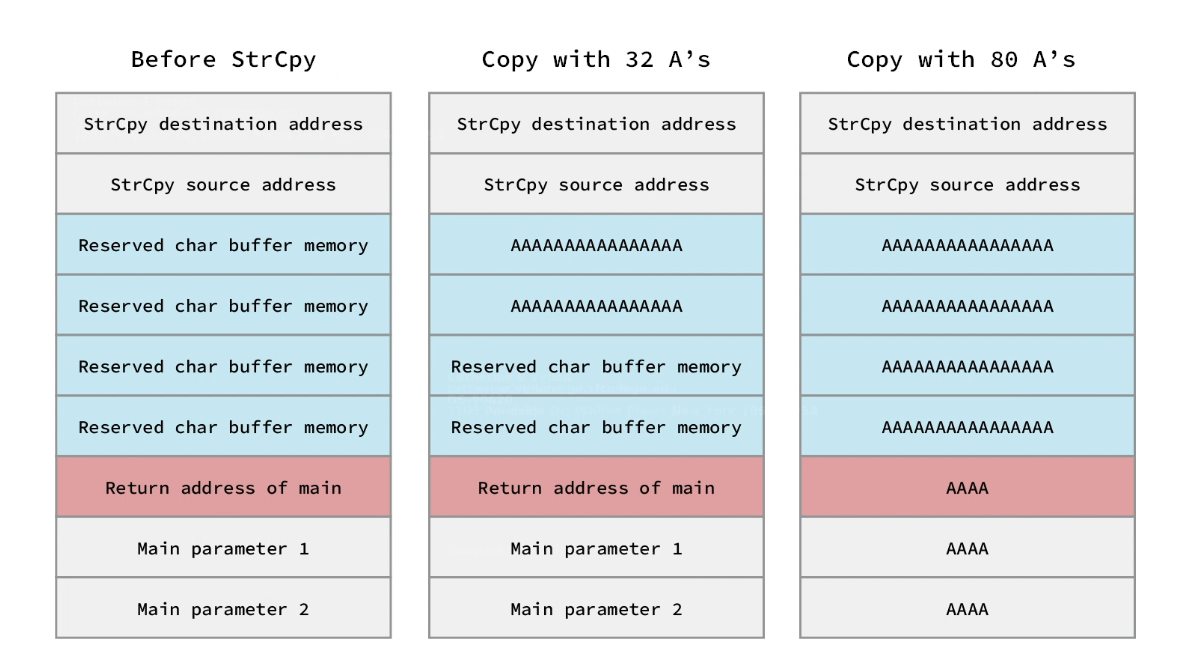 Before StrCpy
StrCpy destination address
StrCpy source address
Reserved char buffer memory
Reserved char buffer memory
Reserved char buffer memory
Reserved char buffer memory
Return address of main
Main parameter 1
Main parameter 2
Copy with 32 A’s
StrCpy destination address
StrCpy source address
AAAAAAAAAAAAAAAA
AAAAAAAAAAAAAAAA
Reserved char buffer memory
Reserved char buffer memory
Return address of main
Main parameter 1
Main parameter 2
Copy with 80 A’s
StrCpy destination address
StrCpy source address
AAAAAAAAAAAAAAAA
AAAAAAAAAAAAAAAA
AAAAAAAAAAAAAAAA
AAAAAAAAAAAAAAAA
AAAA
AAAA
AAAA